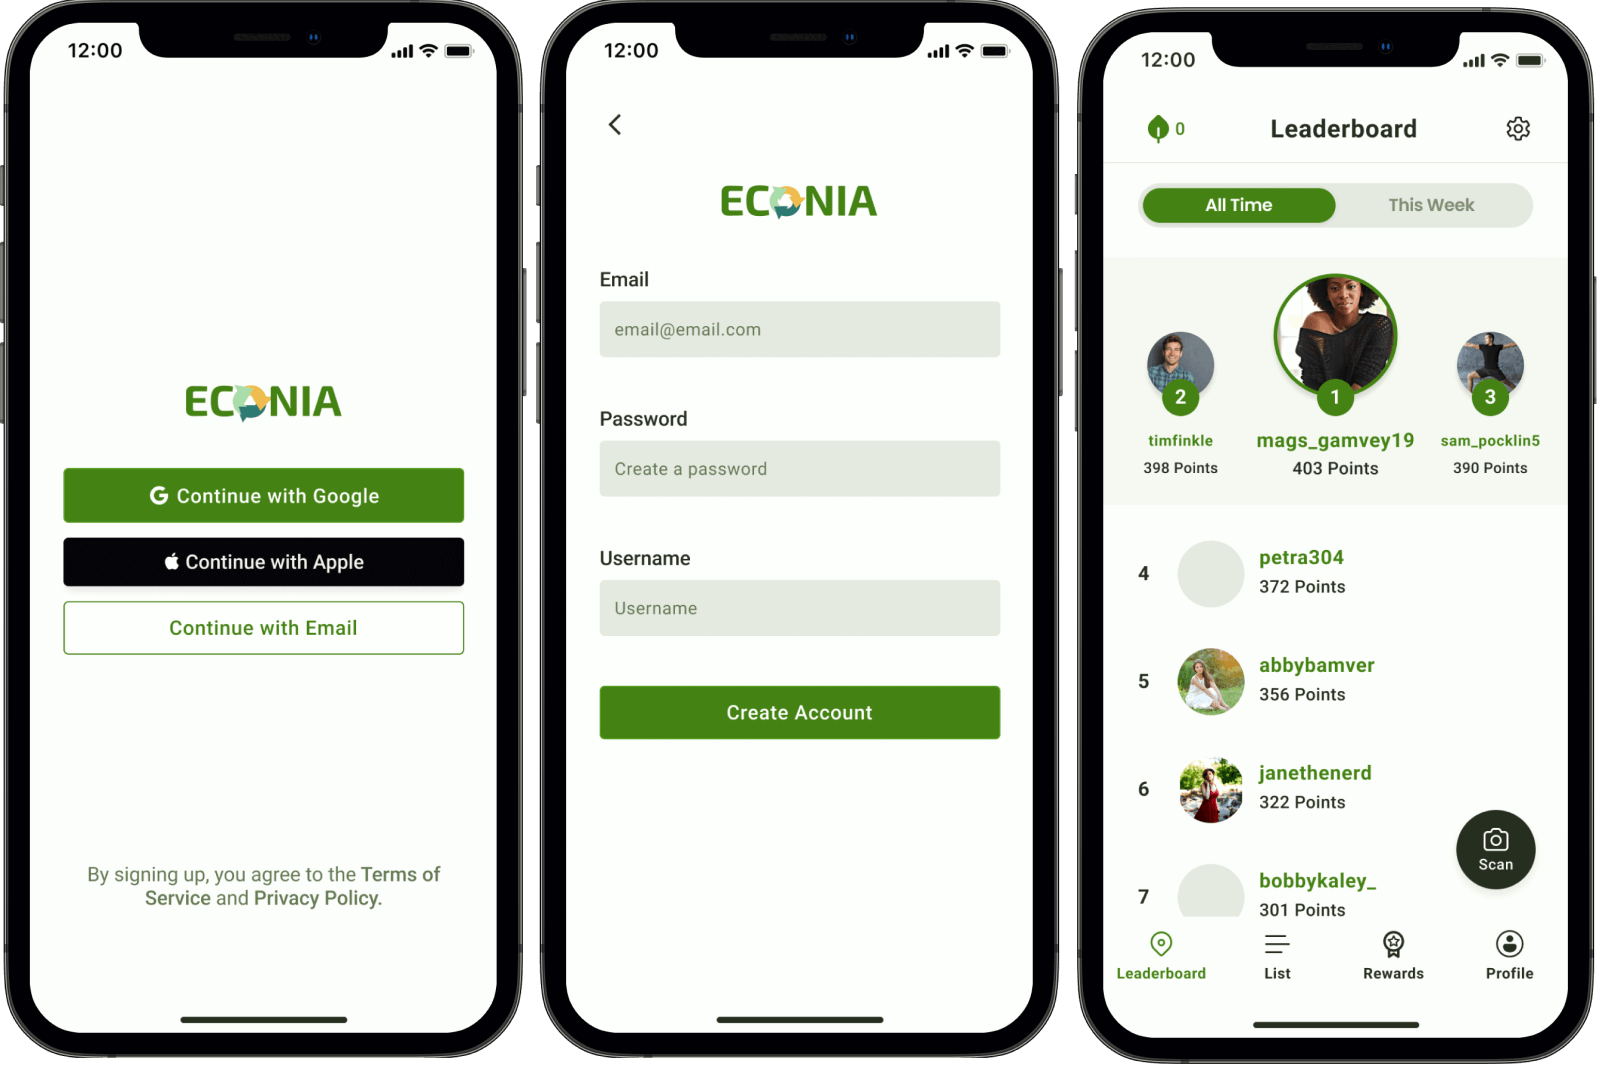 12:00
ECONIA
Continue with Google
Continue with Apple
Continue with Email
By signing up, you agree to the Terms of
Service and Privacy Policy.
12:00
ECONIA
Email
email@email.com
Password
Create a password
Username
Username
Create Account
12:00
0
Leaderboard
All Time
This Week
2
1
3
timfinkle
mags_gamvey19
sam_pocklin5
398 Points
403 Points
390 Points
4
petra304
372 Points
5
abbybamver
356 Points
6
janethenerd
322 Points
Scan
7
bobbykaley_
301 Points
Leaderboard
List
Rewards
Profile